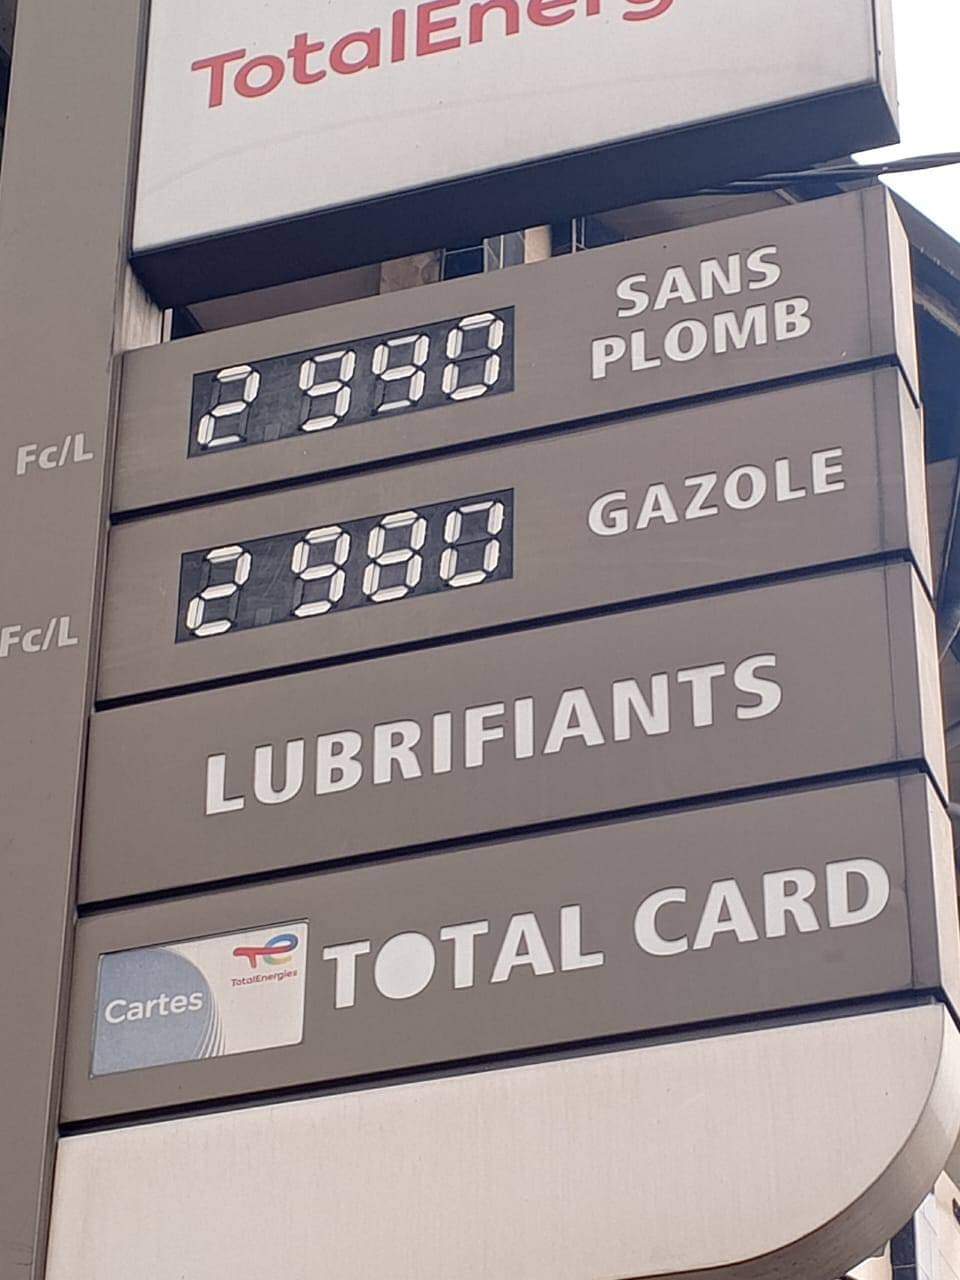 TotalEnerg
2 990 SANS
PLOMB
Fc/L
2 980 GAZOLE
Fc/L
LUBRIFIANTS
Cartes TotalEnergies TOTAL CARD